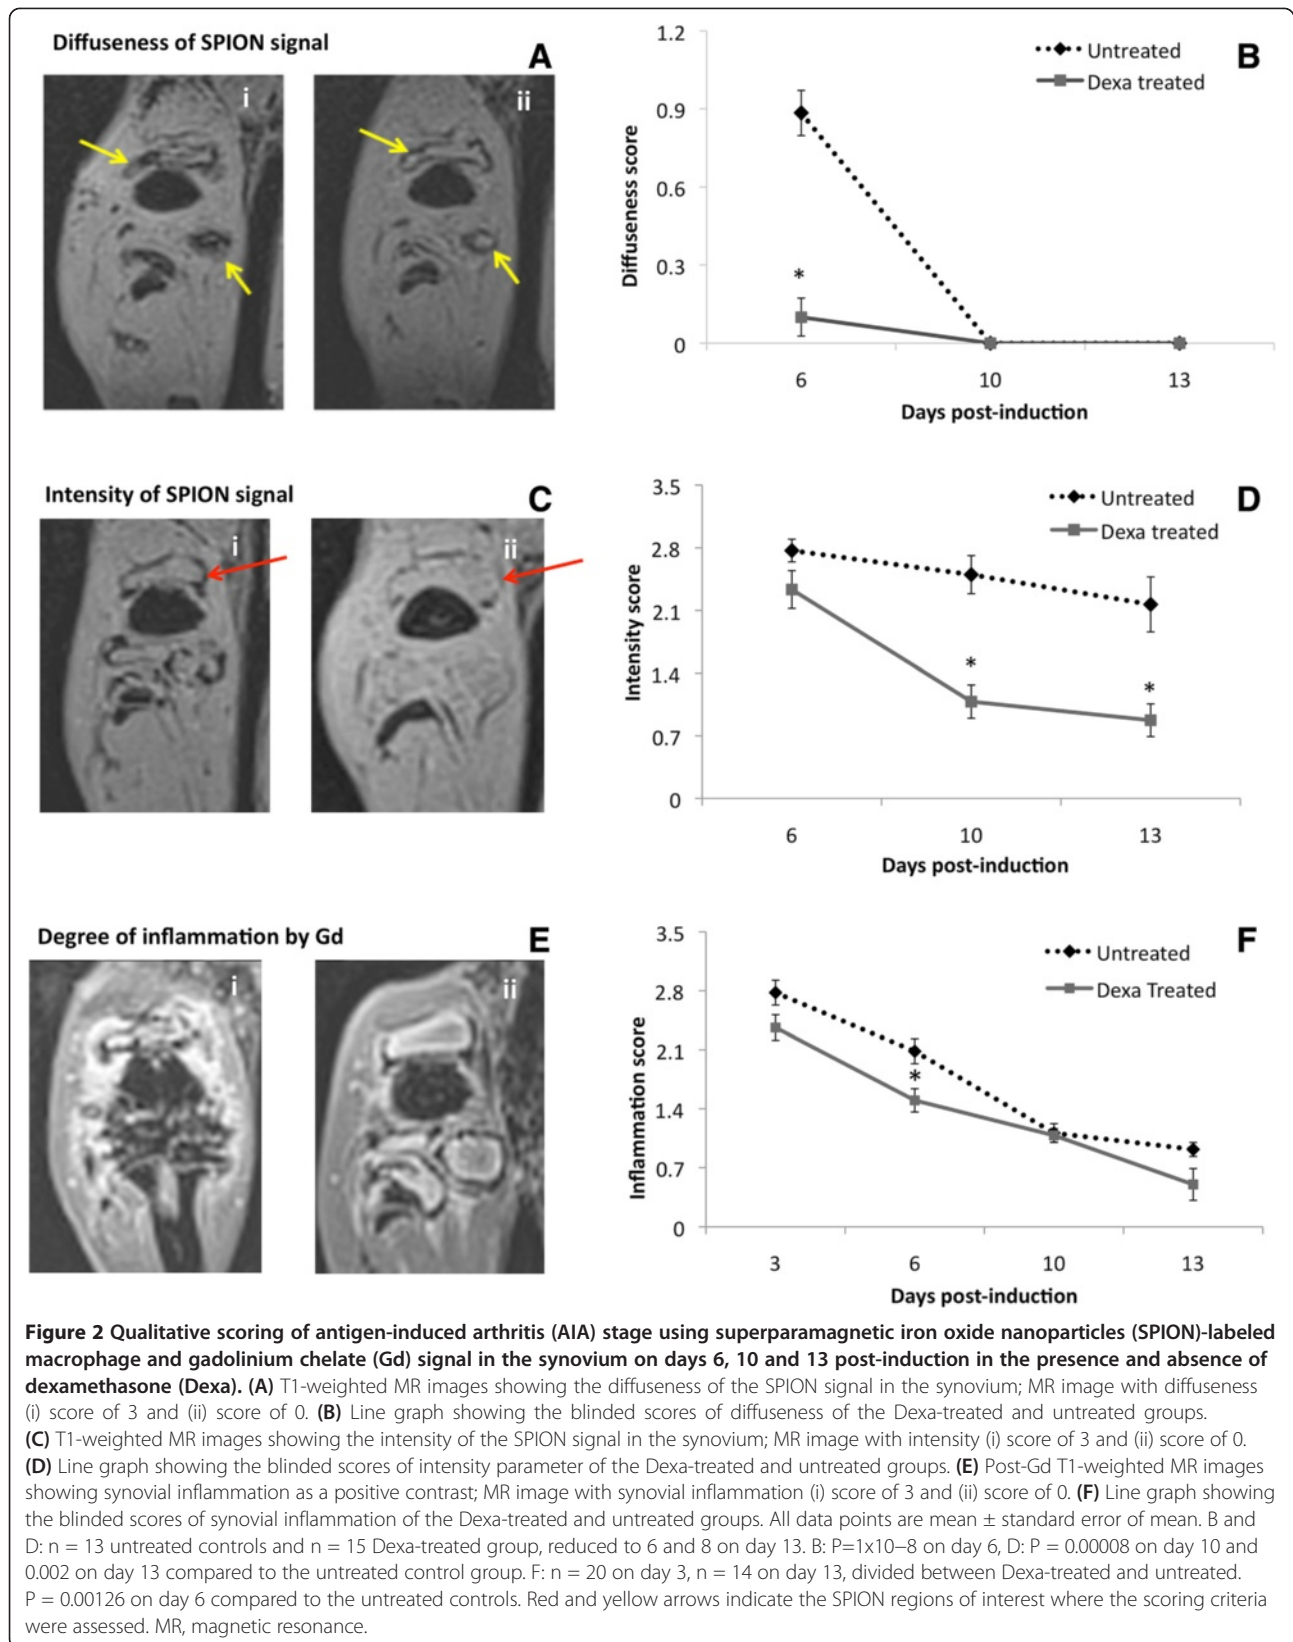 Diffuseness of SPION signal
A
i
ii
B
1.2
0.9
0.6
0.3
0
Diffuseness score
Untreated
Dexa treated
*
6 10 13
Days post-induction
Intensity of SPION signal
C
i
ii
D
3.5
2.8
2.1
1.4
0.7
0
Intensity score
Untreated
Dexa treated
*
*
6 10 13
Days post-induction
Degree of inflammation by Gd
E
i
ii
F
3.5
2.8
2.1
1.4
0.7
0
Inflammation score
Untreated
Dexa Treated
*
3 6 10 13
Days post-induction
Figure 2 Qualitative scoring of antigen-induced arthritis (AIA) stage using superparamagnetic iron oxide nanoparticles (SPION)-labeled
macrophage and gadolinium chelate (Gd) signal in the synovium on days 6, 10 and 13 post-induction in the presence and absence of
dexamethasone (Dexa). (A) T1-weighted MR images showing the diffuseness of the SPION signal in the synovium; MR image with diffuseness
(i) score of 3 and (ii) score of 0. (B) Line graph showing the blinded scores of diffuseness of the Dexa-treated and untreated groups.
(C) T1-weighted MR images showing the intensity of the SPION signal in the synovium; MR image with intensity (i) score of 3 and (ii) score of 0.
(D) Line graph showing the blinded scores of intensity parameter of the Dexa-treated and untreated groups. (E) Post-Gd T1-weighted MR images
showing synovial inflammation as a positive contrast; MR image with synovial inflammation (i) score of 3 and (ii) score of 0. (F) Line graph showing
the blinded scores of synovial inflammation of the Dexa-treated and untreated groups. All data points are mean ± standard error of mean. B and
D: n = 13 untreated controls and n = 15 Dexa-treated group, reduced to 6 and 8 on day 13. B: P=1x10−8 on day 6, D: P = 0.00008 on day 10 and
0.002 on day 13 compared to the untreated control group. F: n = 20 on day 3, n = 14 on day 13, divided between Dexa-treated and untreated.
P = 0.00126 on day 6 compared to the untreated controls. Red and yellow arrows indicate the SPION regions of interest where the scoring criteria
were assessed. MR, magnetic resonance.